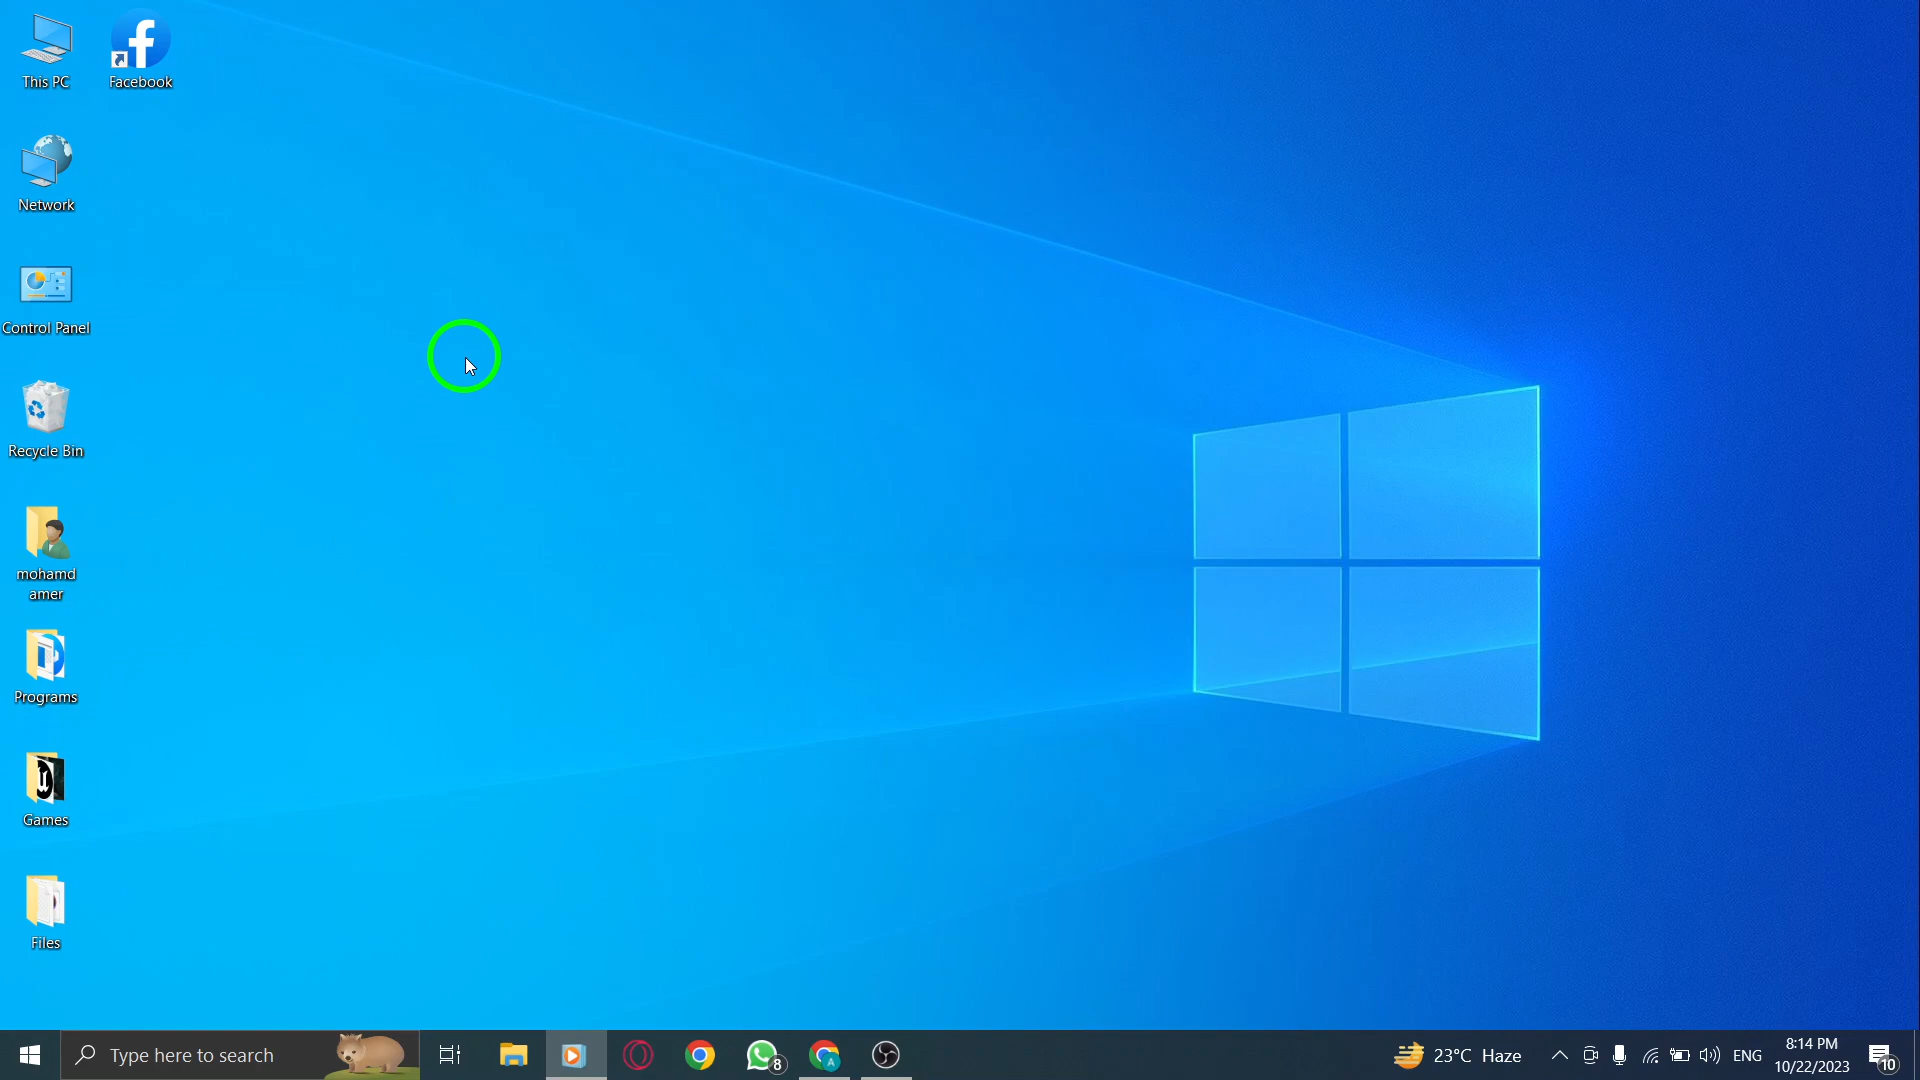 This PC
Facebook
Network
Control Panel
Recycle Bin
mohamd
amer
Programs
Games
Files
Type here to search
8
A
23°C Haze
ENG
8:14 PM
10/22/2023
10